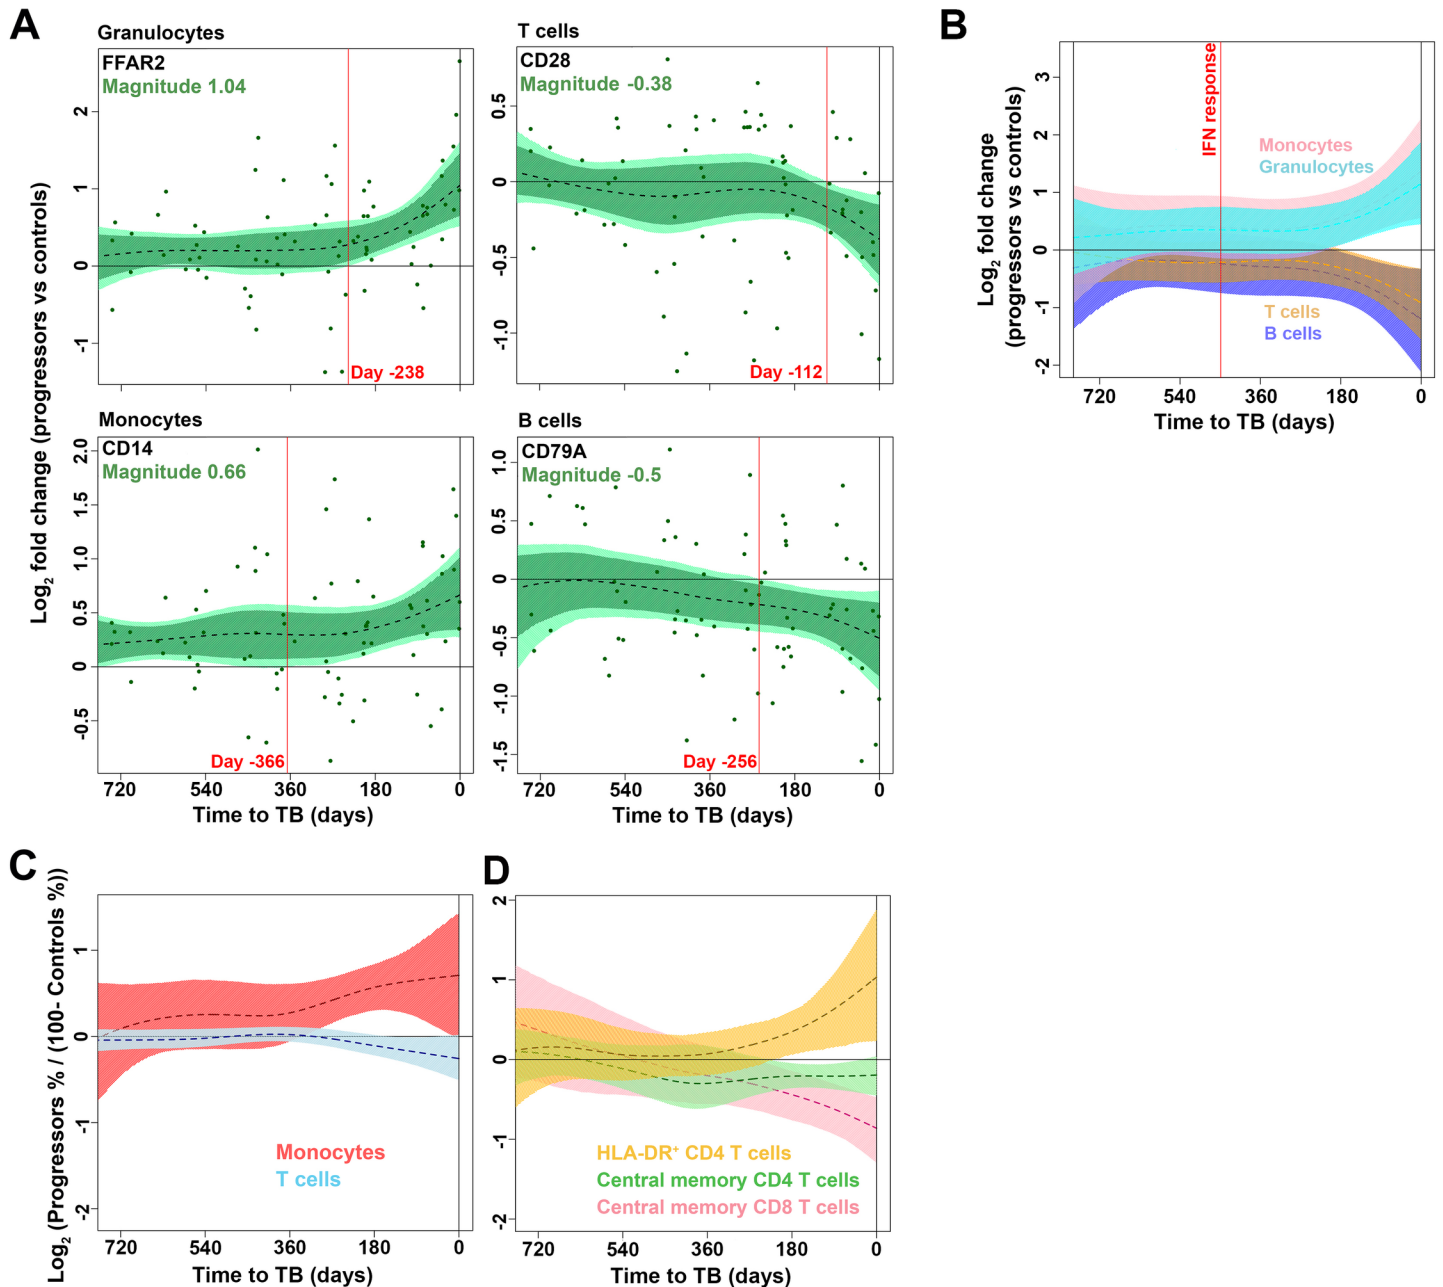 A
Granulocytes
FFAR2
Magnitude 1.04
2
1
0
-1
Day -238
T cells
CD28
Magnitude -0.38
0.5
0
-0.5
-1.0
Day -112
Monocytes
CD14
Magnitude 0.66
2.0
1.5
1.0
0.5
0
-0.5
Day -366
720 540 360 180 0
Time to TB (days)
B cells
CD79A
Magnitude -0.5
1.0
0.5
0
-0.5
-1.0
-1.5
Day -256
720 540 360 180 0
Time to TB (days)
Log2 fold change (progressors vs controls)
B
Log2 fold change
(progressors vs controls)
3
2
1
0
-1
-2
IFN response
Monocytes
Granulocytes
T cells
B cells
720 540 360 180 0
Time to TB (days)
C
Log2 (Progressors % / (100- Controls %))
1
0
-1
-2
Monocytes
T cells
720 540 360 180 0
Time to TB (days)
D
2
1
0
-1
-2
HLA-DR+ CD4 T cells
Central memory CD4 T cells
Central memory CD8 T cells
720 540 360 180 0
Time to TB (days)